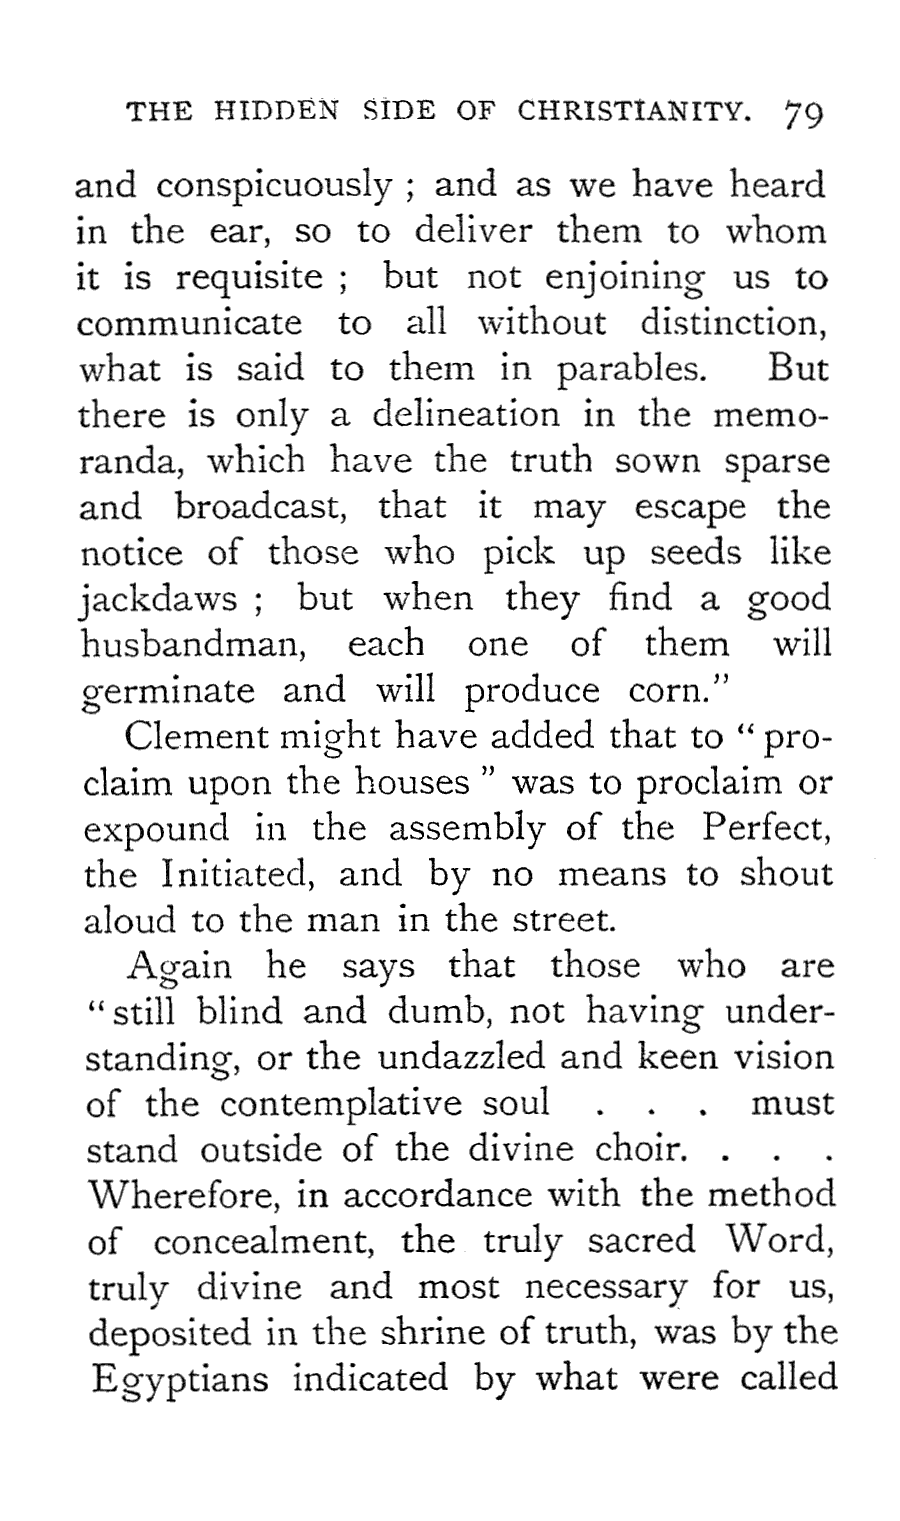 THE HIDDEN SIDE OF CHRISTIANITY. 79
and conspicuously ; and as we have heard
in the ear, so to deliver them to whom
it is requisite ; but not enjoining us to
communicate to all without distinction,
what is said to them in parables. But
there is only a delineation in the memo-
randa, which have the truth sown sparse
and broadcast, that it may escape the
notice of those who pick up seeds like
jackdaws ; but when they find a good
husbandman, each one of them will
germinate and will produce corn."
Clement might have added that to " pro-
claim upon the houses " was to proclaim or
expound in the assembly of the Perfect,
the Initiated, and by no means to shout
aloud to the man in the street.
Again he says that those who are
" still blind and dumb, not having under-
standing, or the undazzled and keen vision
of the contemplative soul . . . must
stand outside of the divine choir. . . .
Wherefore, in accordance with the method
of concealment, the truly sacred Word,
truly divine and most necessary for us,
deposited in the shrine of truth, was by the
Egyptians indicated by what were called